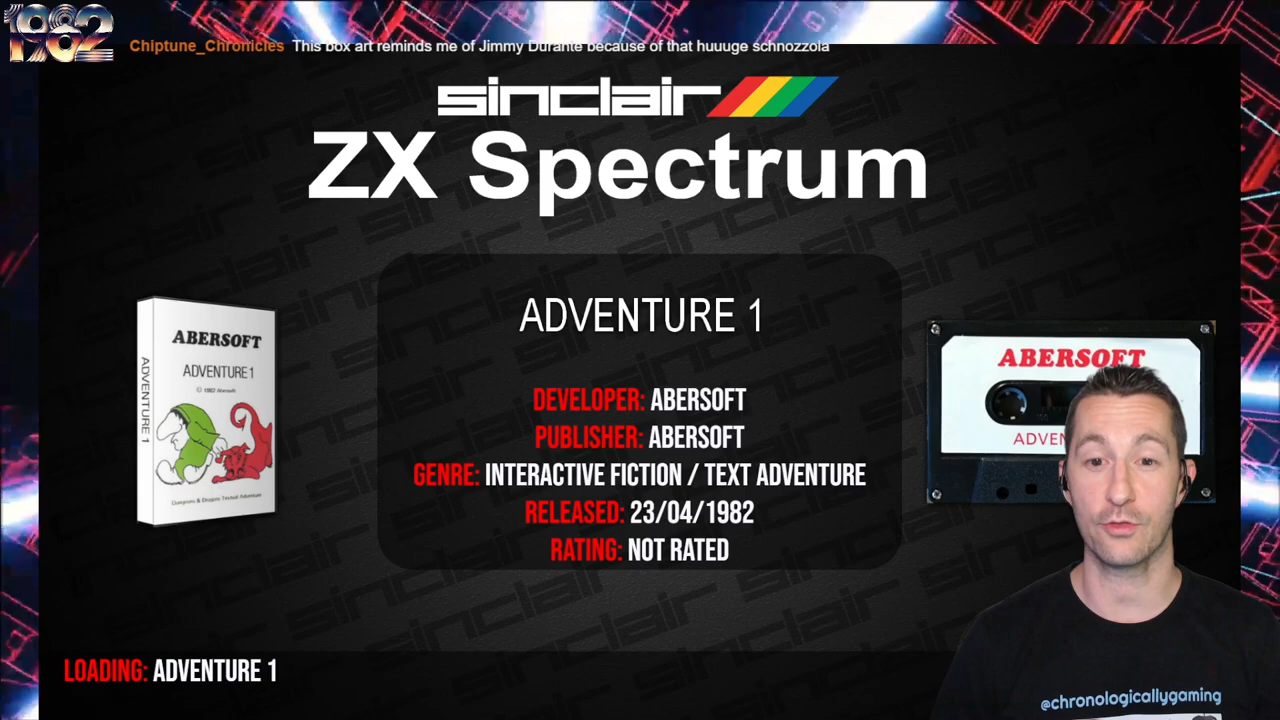 1982
Chiptune_Chronicles This box art reminds me of Jimmy Durante because of that huuuge schnozzola
sinclair
ZX Spectrum
ADVENTURE 1
DEVELOPER: ABERSOFT
PUBLISHER: ABERSOFT
GENRE: INTERACTIVE FICTION / TEXT ADVENTURE
RELEASED: 23/04/1982
RATING: NOT RATED
ABERSOFT
ADVENTURE 1
© 1982 Abersoft
ADVENTURE 1
Dungeons & Dragons Textual Adventure
ABERSOFT
ADVEN
LOADING: ADVENTURE 1
@chronologicallygaming